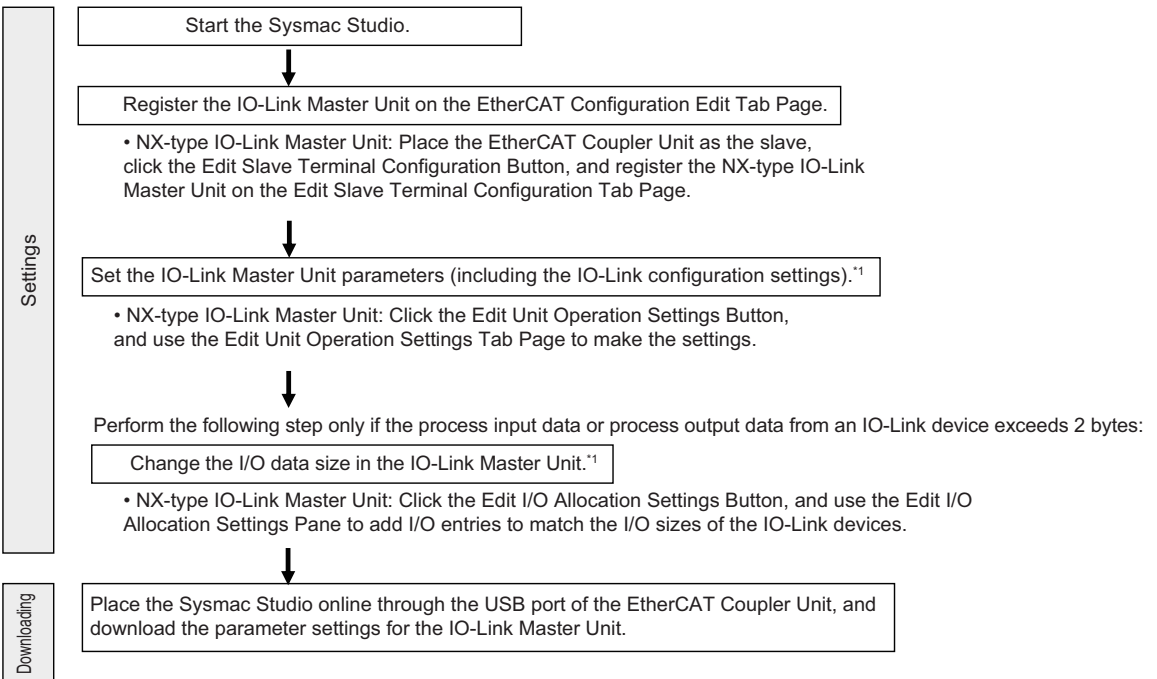 Settings
Start the Sysmac Studio.
Register the IO-Link Master Unit on the EtherCAT Configuration Edit Tab Page.
• NX-type IO-Link Master Unit: Place the EtherCAT Coupler Unit as the slave,
click the Edit Slave Terminal Configuration Button, and register the NX-type IO-Link
Master Unit on the Edit Slave Terminal Configuration Tab Page.
Set the IO-Link Master Unit parameters (including the IO-Link configuration settings).*1
• NX-type IO-Link Master Unit: Click the Edit Unit Operation Settings Button,
and use the Edit Unit Operation Settings Tab Page to make the settings.
Perform the following step only if the process input data or process output data from an IO-Link device exceeds 2 bytes:
Change the I/O data size in the IO-Link Master Unit.*1
• NX-type IO-Link Master Unit: Click the Edit I/O Allocation Settings Button, and use the Edit I/O
Allocation Settings Pane to add I/O entries to match the I/O sizes of the IO-Link devices.
Downloading
Place the Sysmac Studio online through the USB port of the EtherCAT Coupler Unit, and
download the parameter settings for the IO-Link Master Unit.